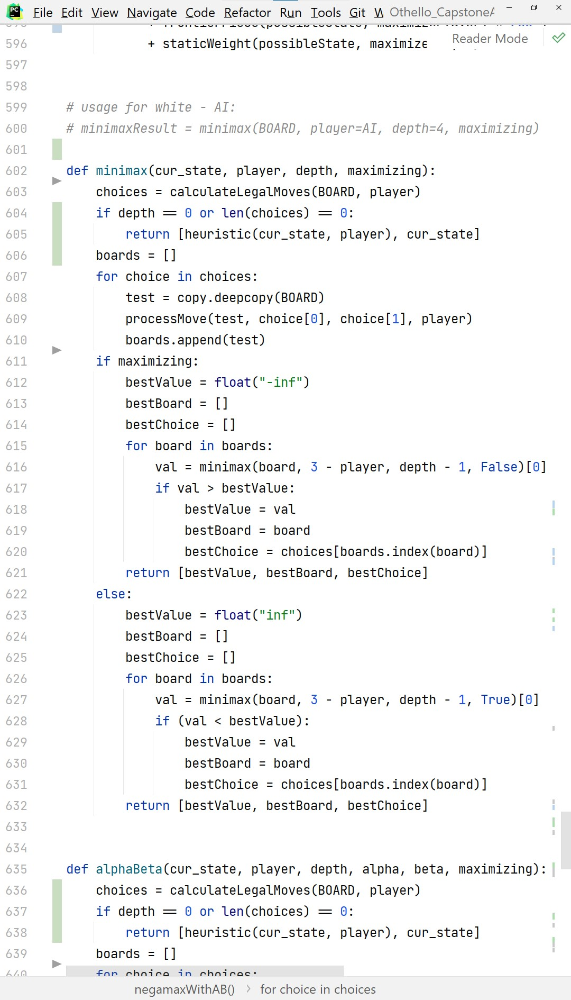 PC File Edit View Navigate Code Refactor Run Tools Git W Othello_CapstoneA
Reader Mode
596 + staticWeight(possibleState, maximize
597
598
599 # usage for white - AI:
600 # minimaxResult = minimax(BOARD, player=AI, depth=4, maximizing)
601
602 def minimax(cur_state, player, depth, maximizing):
603 choices = calculateLegalMoves(BOARD, player)
604 if depth == 0 or len(choices) == 0:
605 return [heuristic(cur_state, player), cur_state]
606 boards = []
607 for choice in choices:
608 test = copy.deepcopy(BOARD)
609 processMove(test, choice[0], choice[1], player)
610 boards.append(test)
611 if maximizing:
612 bestValue = float("-inf")
613 bestBoard = []
614 bestChoice = []
615 for board in boards:
616 val = minimax(board, 3 - player, depth - 1, False)[0]
617 if val > bestValue:
618 bestValue = val
619 bestBoard = board
620 bestChoice = choices[boards.index(board)]
621 return [bestValue, bestBoard, bestChoice]
622 else:
623 bestValue = float("inf")
624 bestBoard = []
625 bestChoice = []
626 for board in boards:
627 val = minimax(board, 3 - player, depth - 1, True)[0]
628 if (val < bestValue):
629 bestValue = val
630 bestBoard = board
631 bestChoice = choices[boards.index(board)]
632 return [bestValue, bestBoard, bestChoice]
633
634
635 def alphaBeta(cur_state, player, depth, alpha, beta, maximizing):
636 choices = calculateLegalMoves(BOARD, player)
637 if depth == 0 or len(choices) == 0:
638 return [heuristic(cur_state, player), cur_state]
639 boards = []
640 for choice in choices:
negamaxWithAB() > for choice in choices